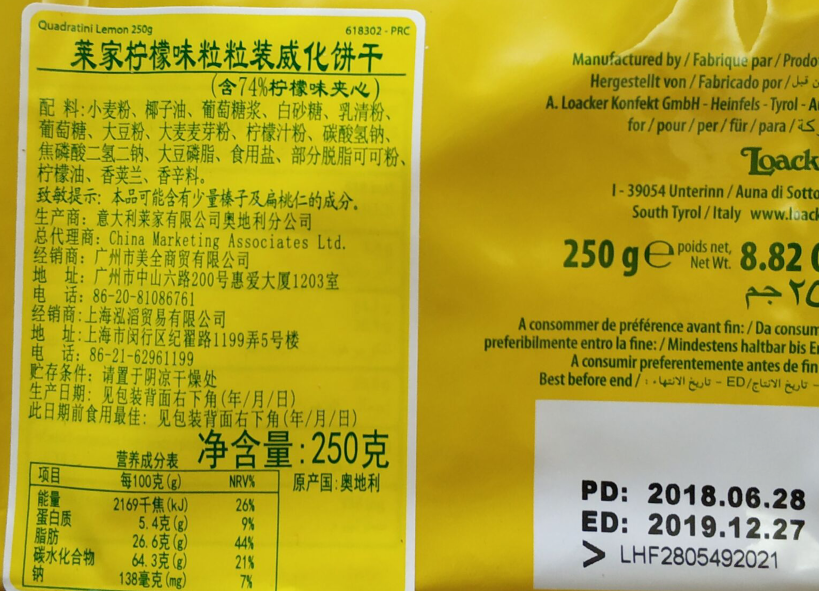 Quadratini Lemon 250g
618302 - PRC
莱家柠檬味粒粒装威化饼干
(含74%柠檬味夹心)
配 料:小麦粉、椰子油、葡萄糖浆、白砂糖、乳清粉、
葡萄糖、大豆粉、大麦麦芽粉、柠檬汁粉、碳酸氢钠、
焦磷酸二氢二钠、大豆磷脂、食用盐、部分脱脂可可粉、
柠檬油、香荚兰、香辛料。
致敏提示: 本品可能含有少量榛子及扁桃仁的成分。
生产商: 意大利莱家有限公司奥地利分公司
总代理商: China Marketing Associates Ltd.
经销商: 广州市美全商贸有限公司
地 址: 广州市中山六路200号惠爱大厦1203室
电 话: 86-20-81086761
经销商:上海泓滔贸易有限公司
地 址:上海市闵行区纪翟路1199弄5号楼
电 话: 86-21-62961199
贮存条件: 请置于阴凉干燥处
生产日期: 见包装背面右下角(年/月/日)
此日期前食用最佳: 见包装背面右下角(年/月/日)
净含量:250克
原产国:奥地利
营养成分表
项目 每100克(g) NRV%
能量 2169千焦(kJ) 26%
蛋白质 5.4克(g) 9%
脂肪 26.6克(g) 44%
碳水化合物 64.3克(g) 21%
钠 138毫克(mg) 7%
Manufactured by / Fabriqué par / Prodo
Hergestellt von / Fabricado por /
A. Loacker Konfekt GmbH - Heinfels - Tyrol - A
for / pour / per / für / para /
Loack
I - 39054 Unterinn / Auna di Sotto
South Tyrol / Italy www.loack
250 g e poids net, Net Wt. 8.82
٢٥ جم
A consommer de préférence avant fin: / Da consum
preferibilmente entro la fine: / Mindestens haltbar bis E
A consumir preferentemente antes de fin
Best before end / تاريخ الانتهاء: - ED/تاريخ الانتاج
PD: 2018.06.28
ED: 2019.12.27
> LHF2805492021